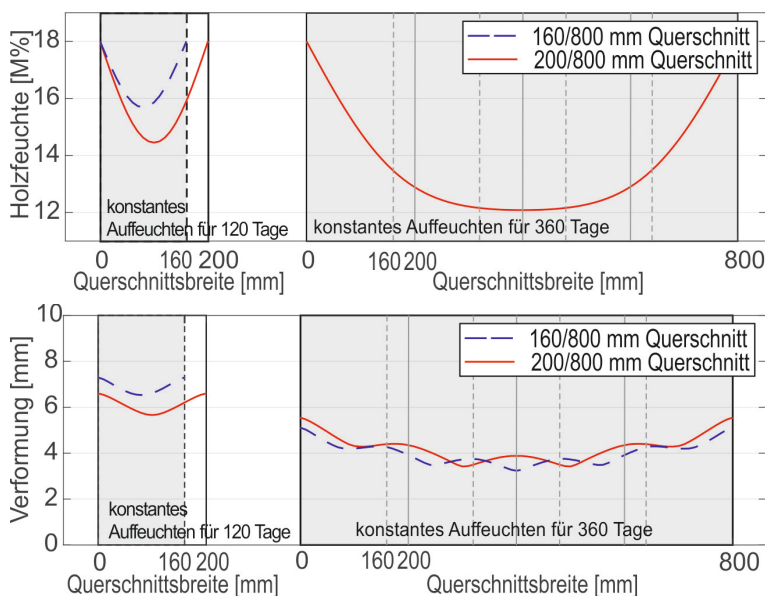 Holzfeuchte [M%]
18
16
14
12
160/800 mm Querschnitt
200/800 mm Querschnitt
konstantes
Auffeuchten für 120 Tage
konstantes Auffeuchten für 360 Tage
0 160 200
0 160 200 800
Querschnittsbreite [mm]
Querschnittsbreite [mm]
Verformung [mm]
10
8
6
4
2
0
160/800 mm Querschnitt
200/800 mm Querschnitt
konstantes
Auffeuchten für 120 Tage
konstantes Auffeuchten für 360 Tage
0 160 200
0 160 200 800
Querschnittsbreite [mm]
Querschnittsbreite [mm]